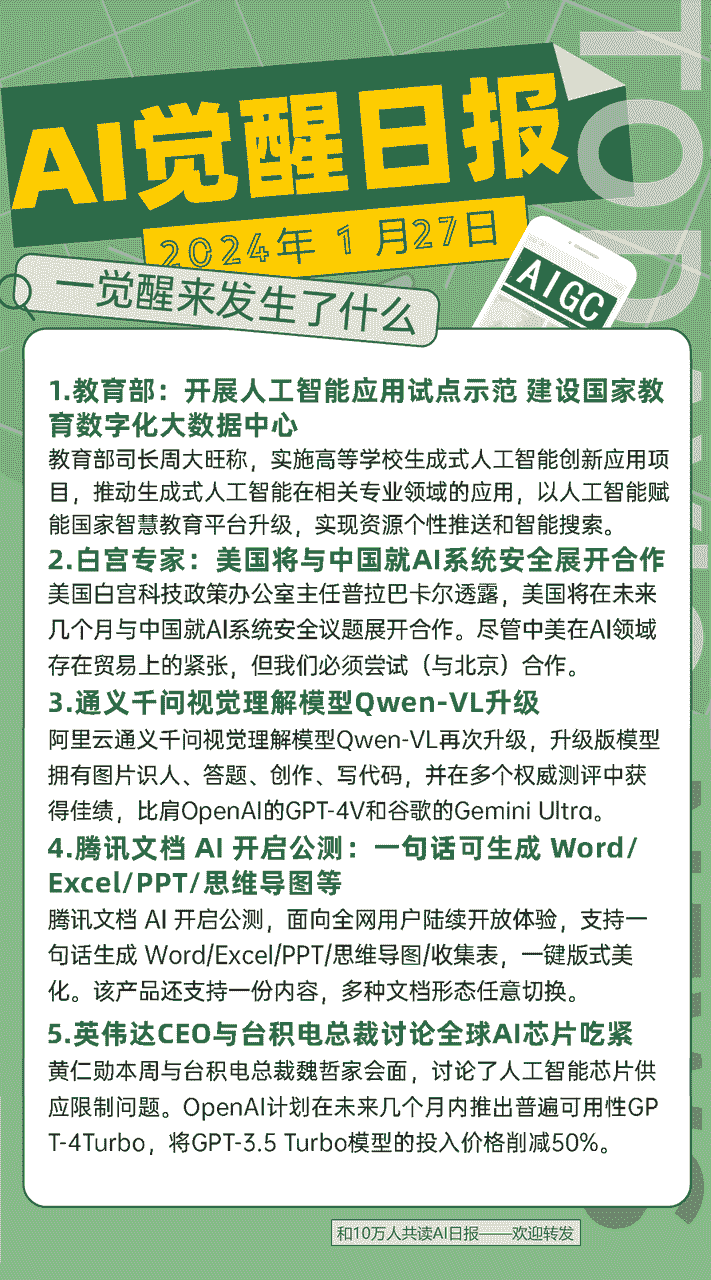 AI觉醒日报
2024年 1 月27日
一觉醒来发生了什么
AIGC
1.教育部：开展人工智能应用试点示范 建设国家教
育数字化大数据中心
教育部司长周大旺称，实施高等学校生成式人工智能创新应用项
目，推动生成式人工智能在相关专业领域的应用，以人工智能赋
能国家智慧教育平台升级，实现资源个性推送和智能搜索。
2.白宫专家：美国将与中国就AI系统安全展开合作
美国白宫科技政策办公室主任普拉巴卡尔透露，美国将在未来
几个月与中国就AI系统安全议题展开合作。尽管中美在AI领域
存在贸易上的紧张，但我们必须尝试（与北京）合作。
3.通义千问视觉理解模型Qwen-VL升级
阿里云通义千问视觉理解模型Qwen-VL再次升级，升级版模型
拥有图片识人、答题、创作、写代码，并在多个权威测评中获
得佳绩，比肩OpenAI的GPT-4V和谷歌的Gemini Ultra。
4.腾讯文档 AI 开启公测：一句话可生成 Word/
Excel/PPT/思维导图等
腾讯文档 AI 开启公测，面向全网用户陆续开放体验，支持一
句话生成 Word/Excel/PPT/思维导图/收集表，一键版式美
化。该产品还支持一份内容，多种文档形态任意切换。
5.英伟达CEO与台积电总裁讨论全球AI芯片吃紧
黄仁勋本周与台积电总裁魏哲家会面，讨论了人工智能芯片供
应限制问题。OpenAI计划在未来几个月内推出普遍可用性GP
T-4Turbo，将GPT-3.5 Turbo模型的投入价格削减50%。
和10万人共读AI日报——欢迎转发